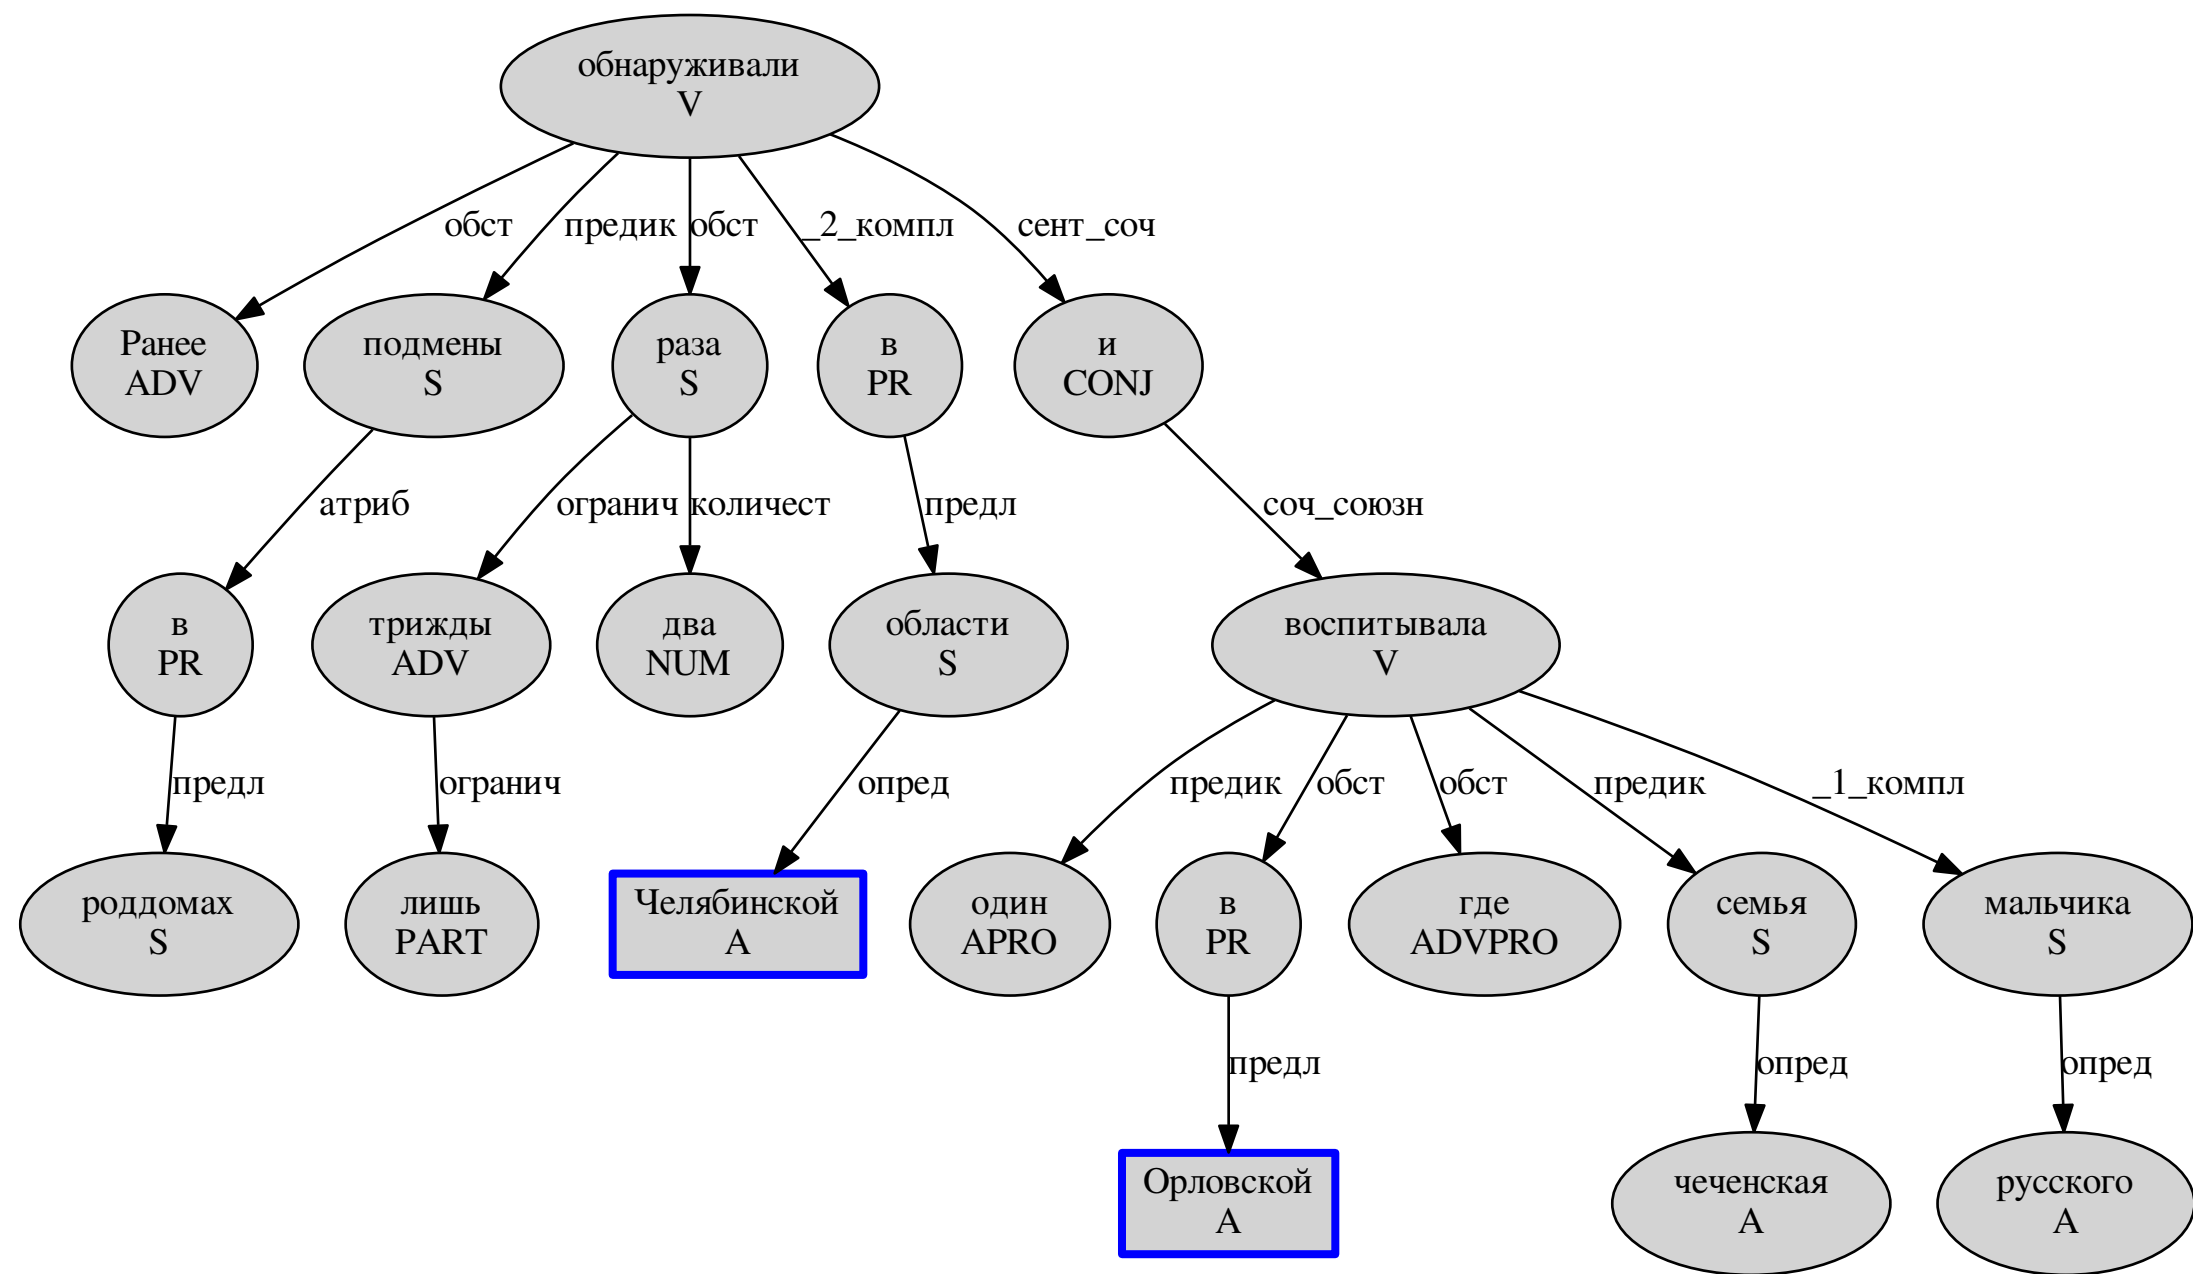 обнаруживали
V
обст
предик
обст
_2_компл
сент_соч
Ранее
ADV
подмены
S
раза
S
в
PR
и
CONJ
атриб
огранич
количест
предл
соч_союзн
в
PR
трижды
ADV
два
NUM
области
S
воспитывала
V
предл
огранич
опред
предик
обст
обст
предик
_1_компл
роддомах
S
лишь
PART
Челябинской
A
один
APRO
в
PR
где
ADVPRO
семья
S
мальчика
S
предл
опред
опред
Орловской
A
чеченская
A
русского
A